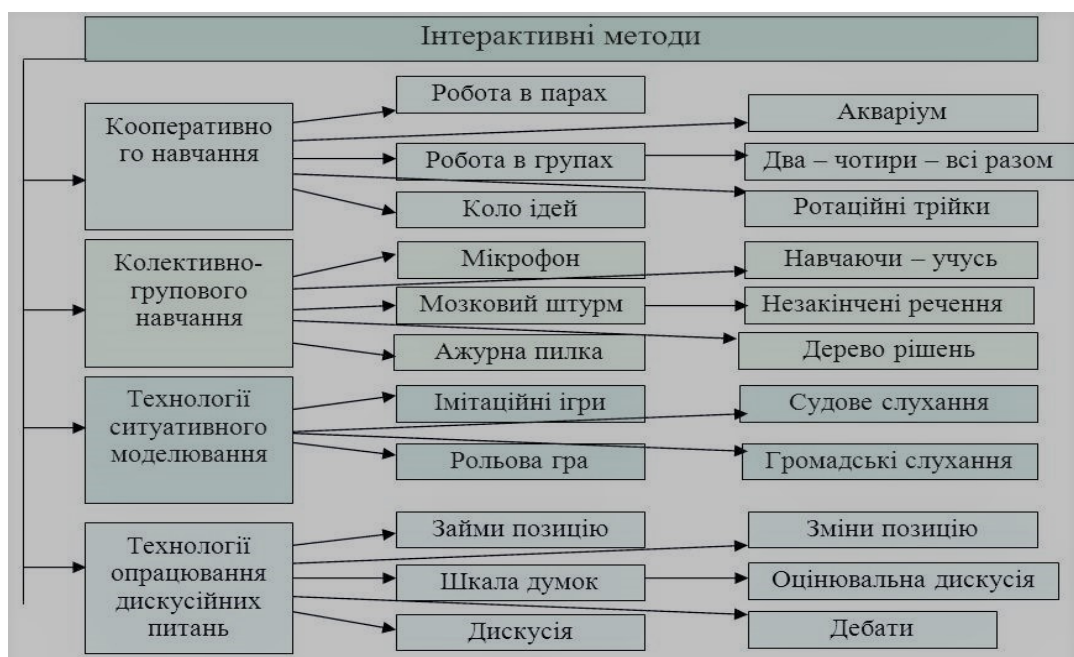 Інтерактивні методи
Кооперативно
го навчання
Робота в парах
Акваріум
Робота в групах
Два – чотири – всі разом
Коло ідей
Ротаційні трійки
Колективно-
групового
навчання
Мікрофон
Навчаючи – учусь
Мозковий штурм
Незакінчені речення
Ажурна пилка
Дерево рішень
Технології
ситуативного
моделювання
Імітаційні ігри
Судове слухання
Рольова гра
Громадські слухання
Технології
опрацювання
дискусійних
питань
Займи позицію
Зміни позицію
Шкала думок
Оцінювальна дискусія
Дискусія
Дебати